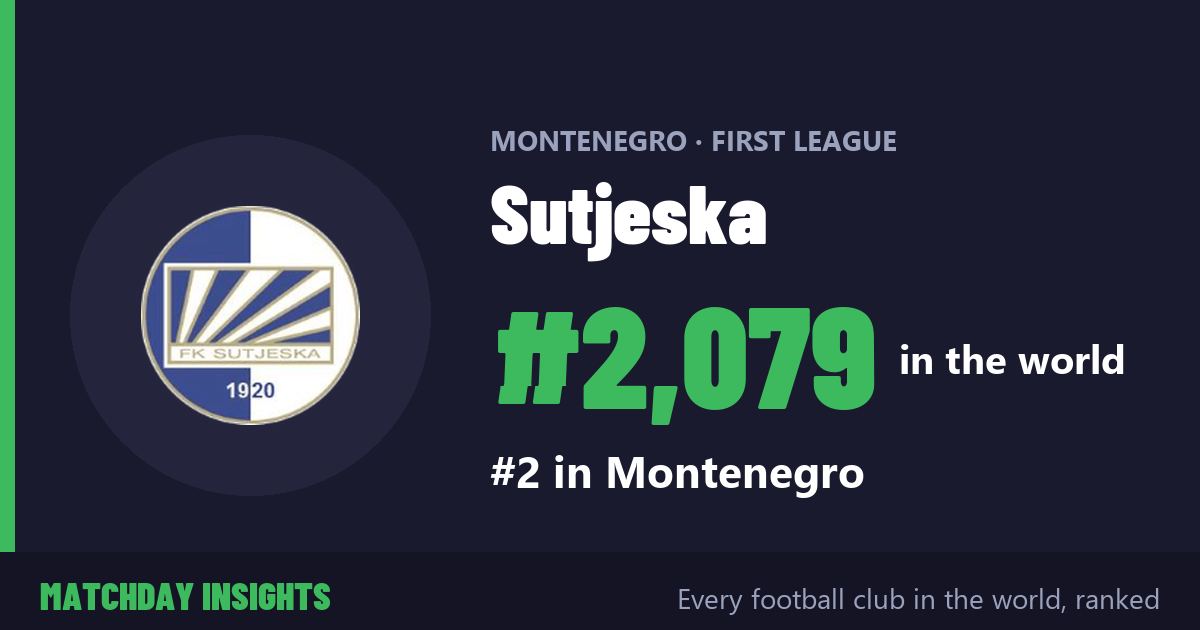 MONTENEGRO · FIRST LEAGUE
Sutjeska
#2,079 in the world
#2 in Montenegro
FK SUTJESKA
1920
MATCHDAY INSIGHTS
Every football club in the world, ranked